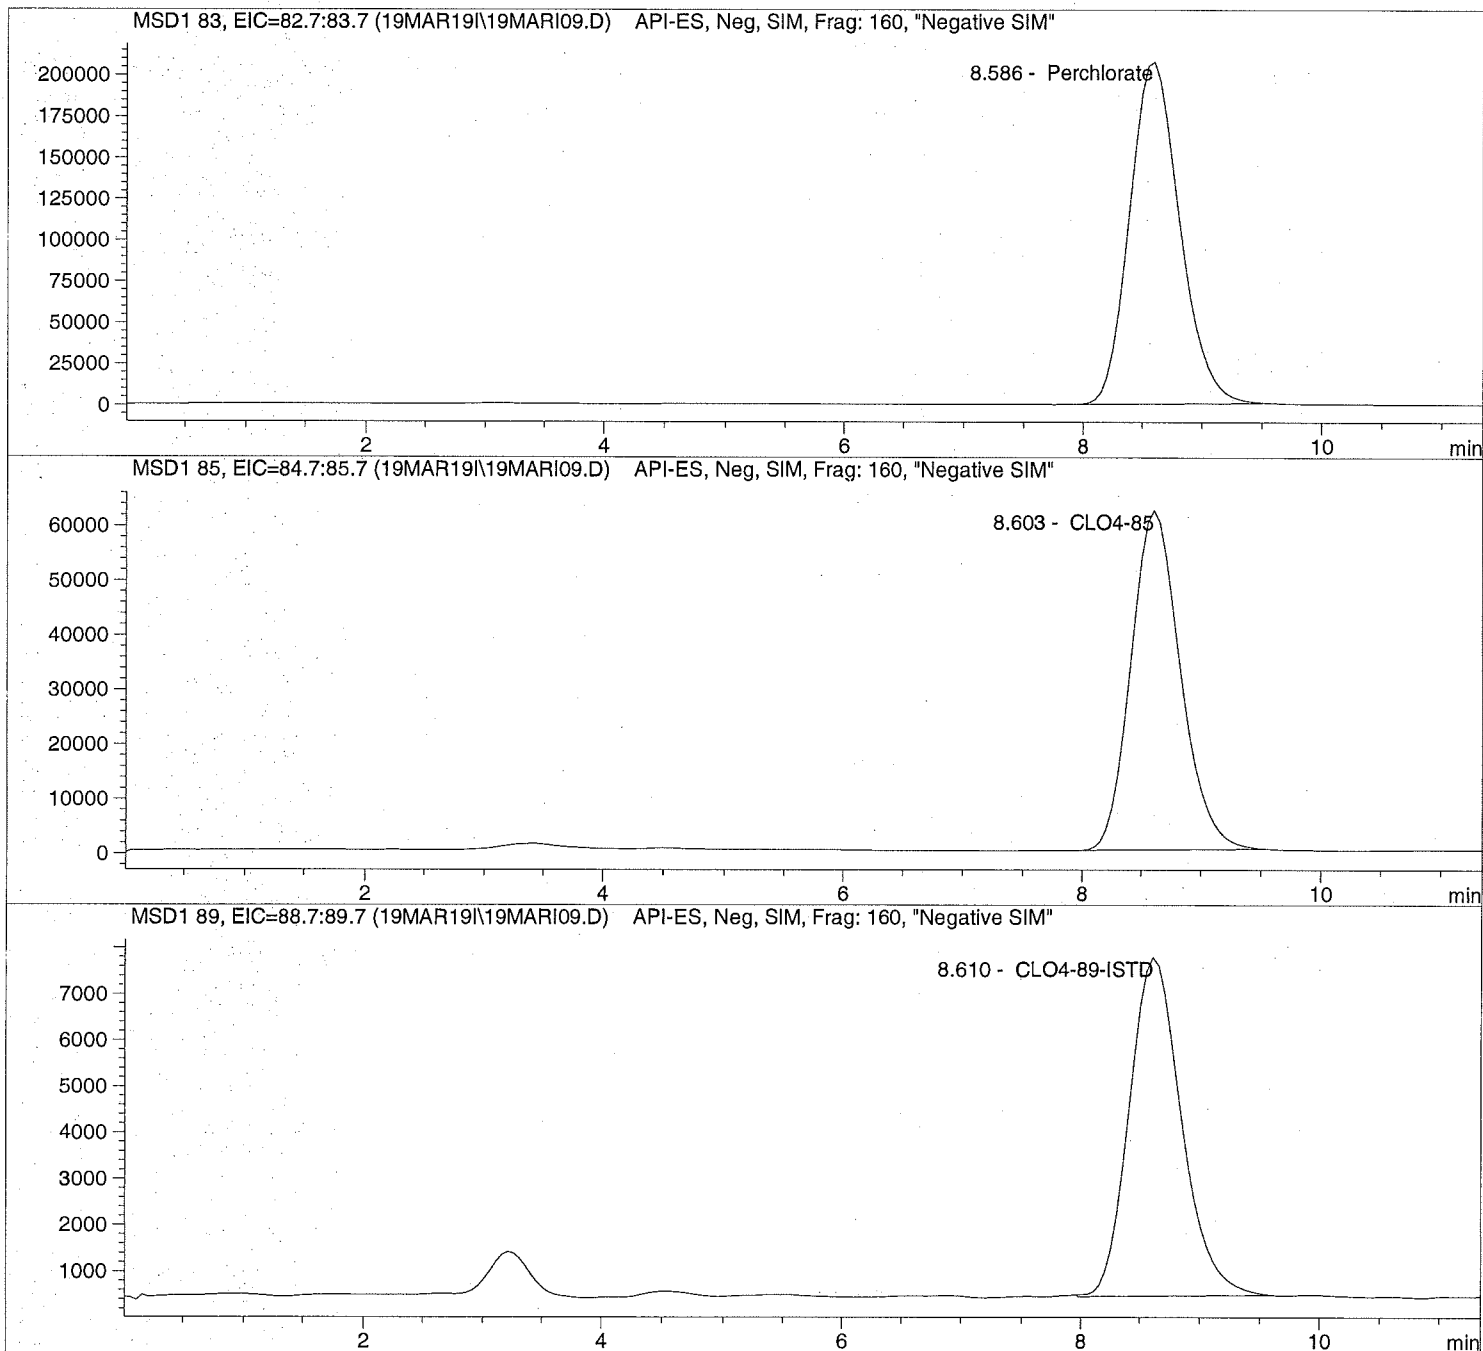 MSD1 83, EIC=82.7:83.7 (19MAR19I\19MARI09.D) API-ES, Neg, SIM, Frag: 160, "Negative SIM"
200000
175000
150000
125000
100000
75000
50000
25000
0
8.586 - Perchlorate
2 4 6 8 10 min
MSD1 85, EIC=84.7:85.7 (19MAR19I\19MARI09.D) API-ES, Neg, SIM, Frag: 160, "Negative SIM"
60000
50000
40000
30000
20000
10000
0
8.603 - CLO4-85
2 4 6 8 10 min
MSD1 89, EIC=88.7:89.7 (19MAR19I\19MARI09.D) API-ES, Neg, SIM, Frag: 160, "Negative SIM"
7000
6000
5000
4000
3000
2000
1000
8.610 - CLO4-89-ISTD
2 4 6 8 10 min